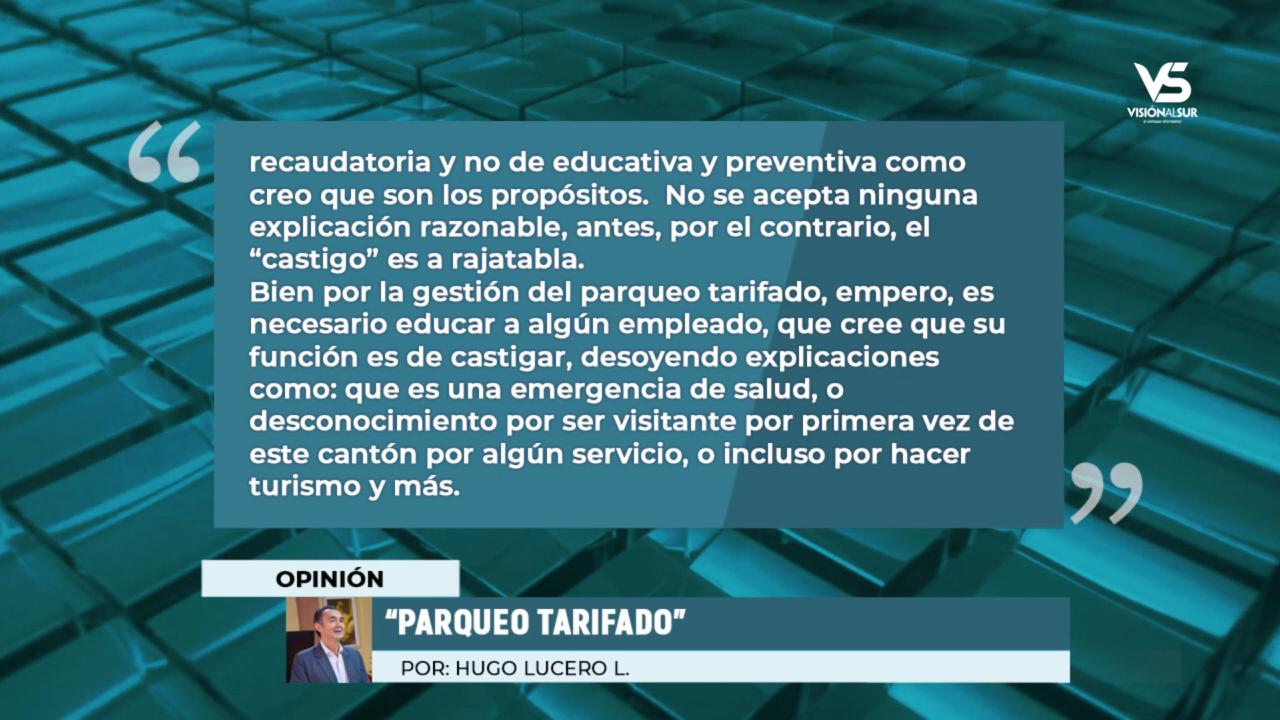 VS
VISIÓNALSUR
“
recaudatoria y no de educativa y preventiva como
creo que son los propósitos.  No se acepta ninguna
explicación razonable, antes, por el contrario, el
“castigo” es a rajatabla.
Bien por la gestión del parqueo tarifado, empero, es
necesario educar a algún empleado, que cree que su
función es de castigar, desoyendo explicaciones
como: que es una emergencia de salud, o
desconocimiento por ser visitante por primera vez de
este cantón por algún servicio, o incluso por hacer
turismo y más.
”
OPINIÓN
“PARQUEO TARIFADO”
POR: HUGO LUCERO L.